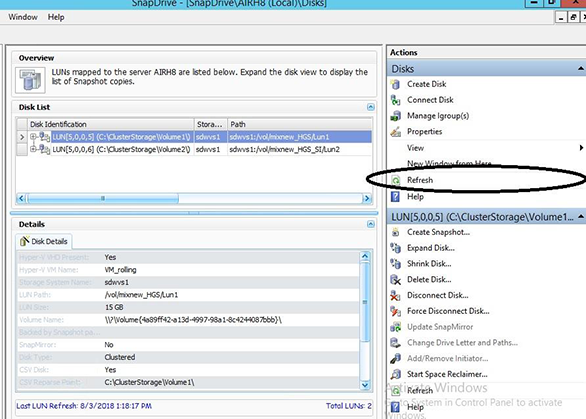 SnapDrive - [SnapDrive\AIRH8 (Local)\Disks]
Window Help
Overview
LUNs mapped to the server AIRH8 are listed below. Expand the disk view to display the
list of Snapshot copies.
Disk List
Disk Identification Stora... Path
LUN[5,0,0,5] (C:\ClusterStorage\Volume1\) sdwvs1 sdwvs1:/vol/mixnew_HGS/Lun1
LUN[5,0,0,6] (C:\ClusterStorage\Volume2\) sdwvs1 sdwvs1:/vol/mixnew_HGS_SI/Lun2
Details
Disk Details
Hyper-V VHD Present: Yes
Hyper-V VM Name: VM_rolling
Storage System Name: sdwvs1
LUN Path: /vol/mixnew_HGS/Lun1
LUN Size: 15 GB
Volume Name: \\?\Volume{4a89ff42-a13d-4997-98a1-8c4244087bbb}\
Backed by Snapshot pa...
SnapMirror: No
Disk Type: Clustered
CSV Disk: Yes
CSV Reparse Point: C:\ClusterStorage\Volume1\
Last LUN Refresh: 8/3/2018 1:18:17 PM Total LUNs: 2
Actions
Disks
Create Disk
Connect Disk
Manage Igroup(s)
Properties
View
New Window from Here
Refresh
Help
LUN[5,0,0,5] (C:\ClusterStorage\Volume1...
Create Snapshot...
Expand Disk...
Shrink Disk...
Delete Disk...
Disconnect Disk...
Force Disconnect Disk...
Update SnapMirror
Change Drive Letter and Paths...
Add/Remove Initiator...
Start Space Reclaimer...
Activate Windows
Refresh
Go to System in Control Panel to activate
Windows.
Help